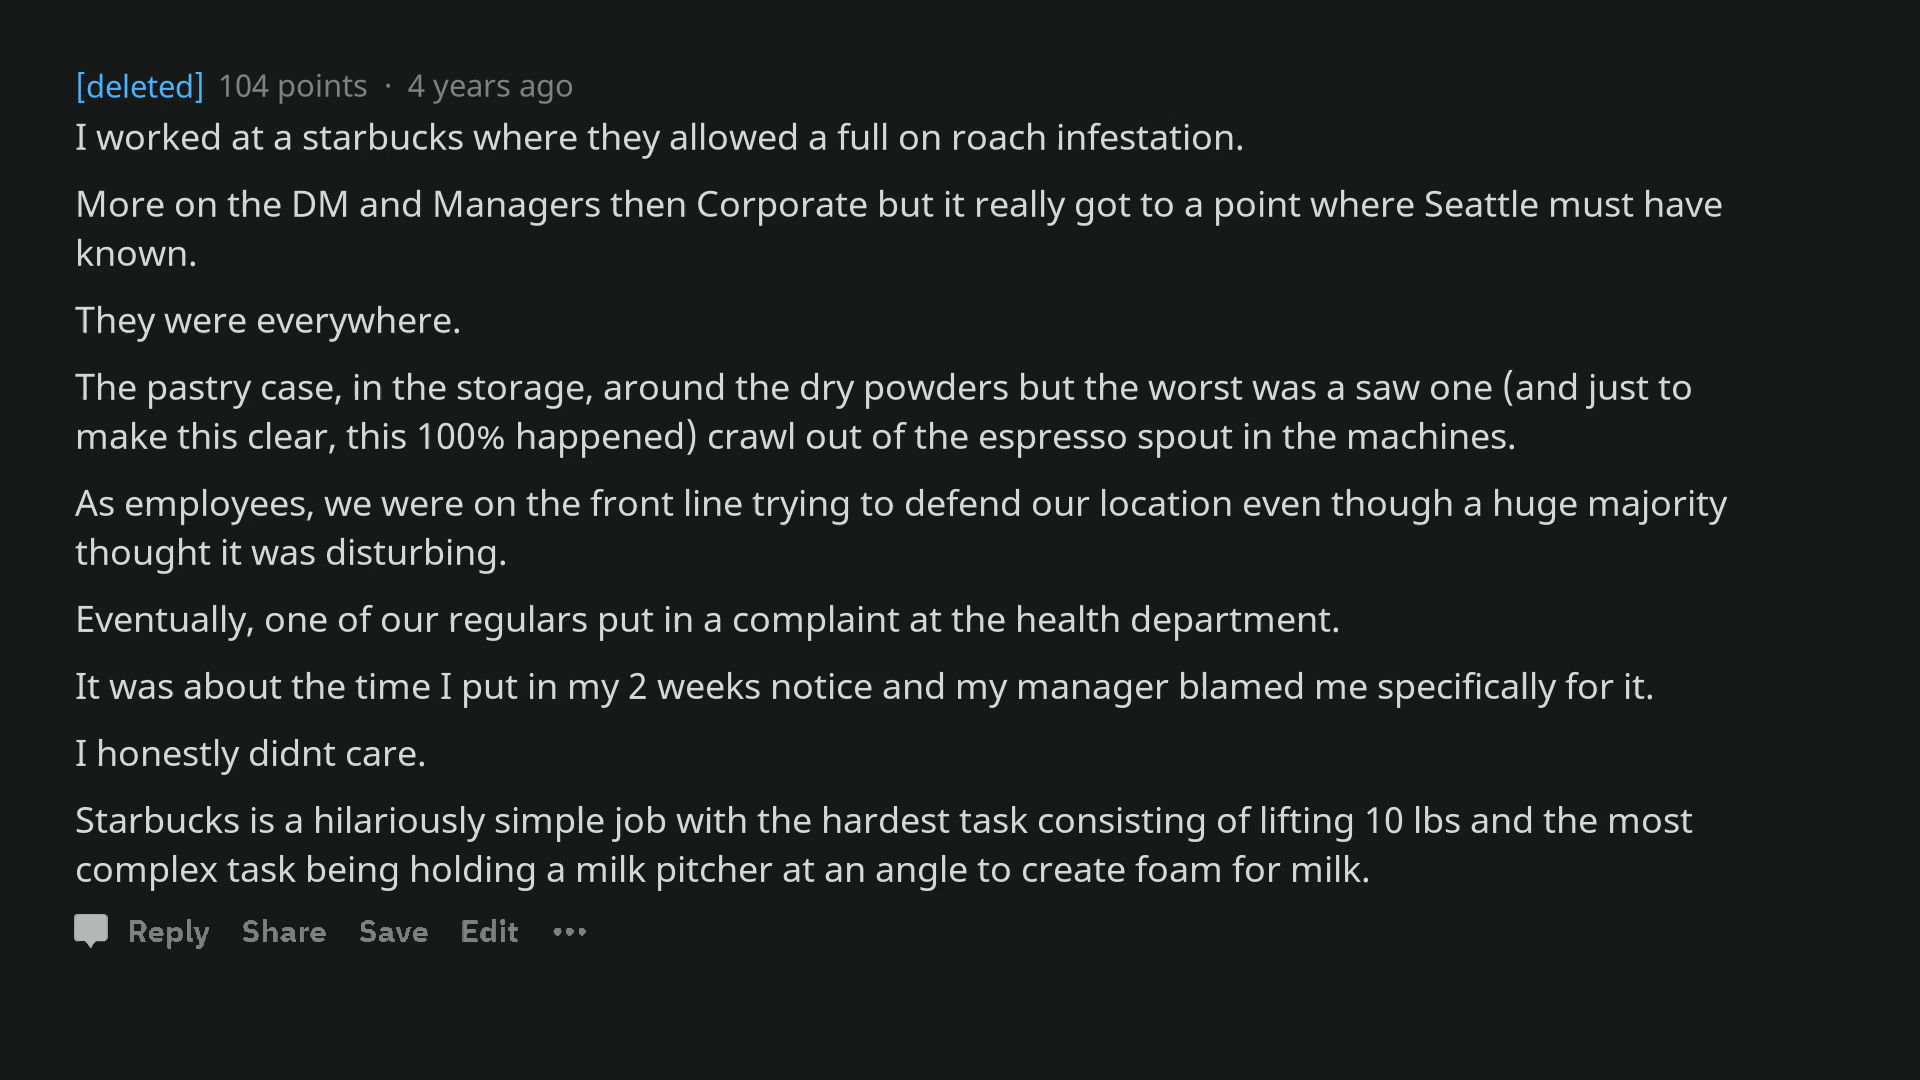 [deleted] 104 points · 4 years ago
I worked at a starbucks where they allowed a full on roach infestation.
More on the DM and Managers then Corporate but it really got to a point where Seattle must have
known.
They were everywhere.
The pastry case, in the storage, around the dry powders but the worst was a saw one (and just to
make this clear, this 100% happened) crawl out of the espresso spout in the machines.
As employees, we were on the front line trying to defend our location even though a huge majority
thought it was disturbing.
Eventually, one of our regulars put in a complaint at the health department.
It was about the time I put in my 2 weeks notice and my manager blamed me specifically for it.
I honestly didnt care.
Starbucks is a hilariously simple job with the hardest task consisting of lifting 10 lbs and the most
complex task being holding a milk pitcher at an angle to create foam for milk.
Reply Share Save Edit •••